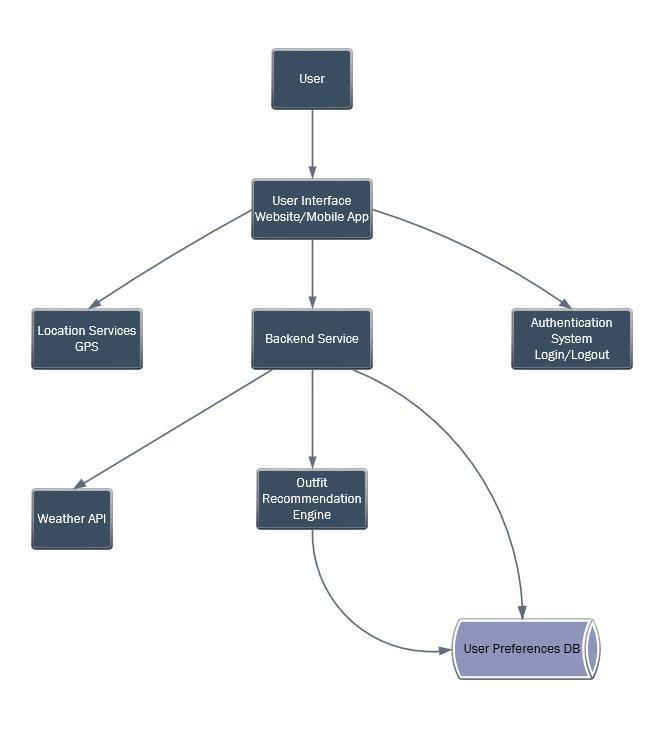 User
User Interface
Website/Mobile App
Location Services
GPS
Backend Service
Authentication
System
Login/Logout
Weather API
Outfit
Recommendation
Engine
User Preferences DB